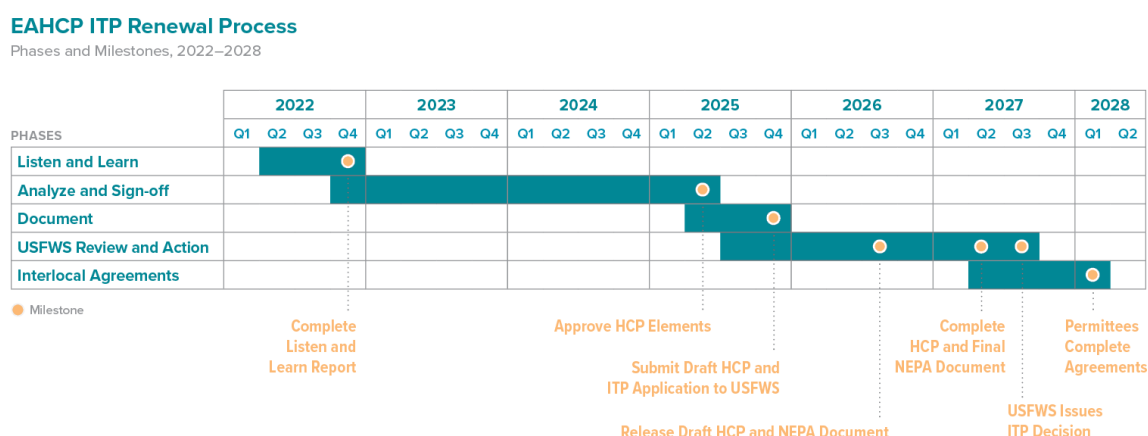 EAHCP ITP Renewal Process
Phases and Milestones, 2022–2028
2022 2023 2024 2025 2026 2027 2028
PHASES Q1 Q2 Q3 Q4 Q1 Q2 Q3 Q4 Q1 Q2 Q3 Q4 Q1 Q2 Q3 Q4 Q1 Q2 Q3 Q4 Q1 Q2 Q3 Q4 Q1 Q2
Listen and Learn
Analyze and Sign-off
Document
USFWS Review and Action
Interlocal Agreements
Milestone
Complete
Listen and
Learn Report
Approve HCP Elements
Submit Draft HCP and
ITP Application to USFWS
Release Draft HCP and NEPA Document
Complete
HCP and Final
NEPA Document
USFWS Issues
ITP Decision
Permittees
Complete
Agreements